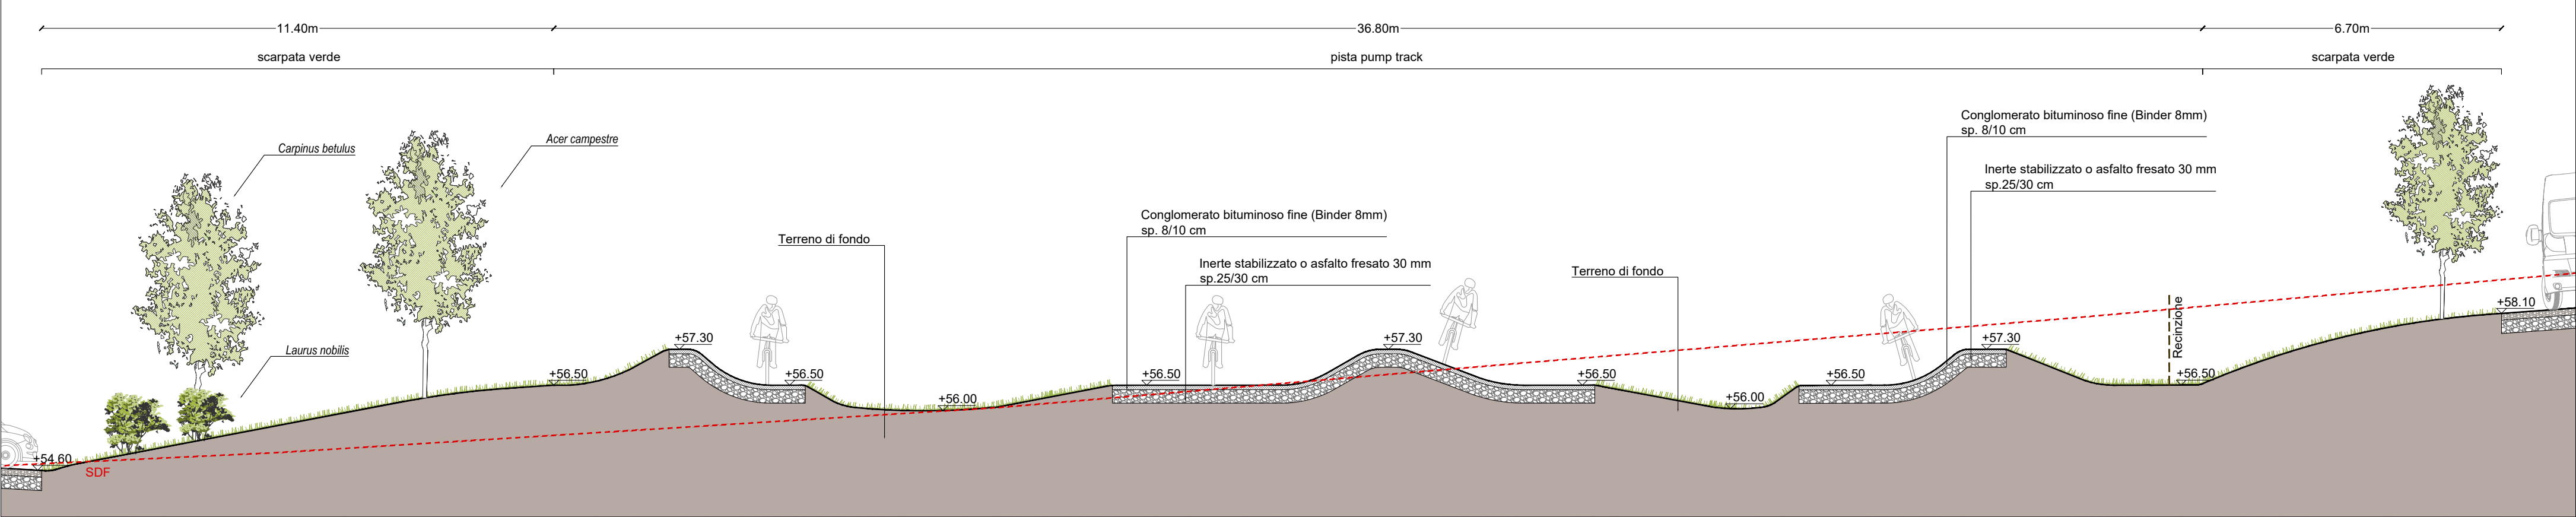 11.40m
36.80m
6.70m
scarpata verde
pista pump track
scarpata verde
Conglomerato bituminoso fine (Binder 8mm)
sp. 8/10 cm
Acer campestre
Carpinus betulus
Inerte stabilizzato o asfalto fresato 30 mm
sp.25/30 cm
Conglomerato bituminoso fine (Binder 8mm)
sp. 8/10 cm
Terreno di fondo
Inerte stabilizzato o asfalto fresato 30 mm
sp.25/30 cm
Terreno di fondo
Recinzione
+58.10
Laurus nobilis
+57.30
+57.30
+57.30
+56.50
+56.50
+56.50
+56.50
+56.50
+56.50
+56.00
+56.00
+54.60
SDF